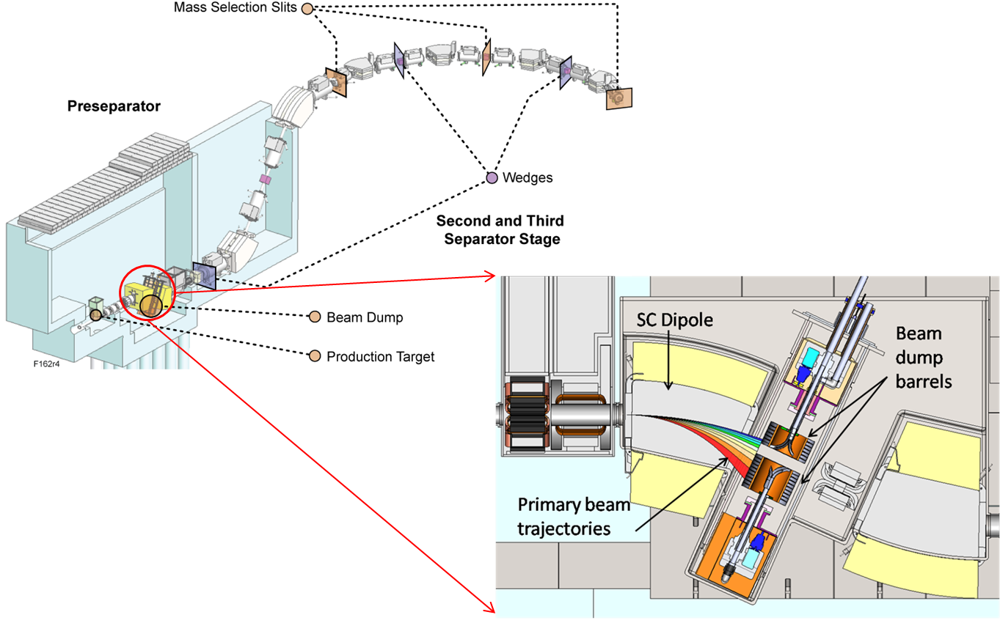 Mass Selection Slits
Preseparator
Wedges
Second and Third
Separator Stage
Beam Dump
Production Target
F162r4
SC Dipole
Beam
dump
barrels
Primary beam
trajectories